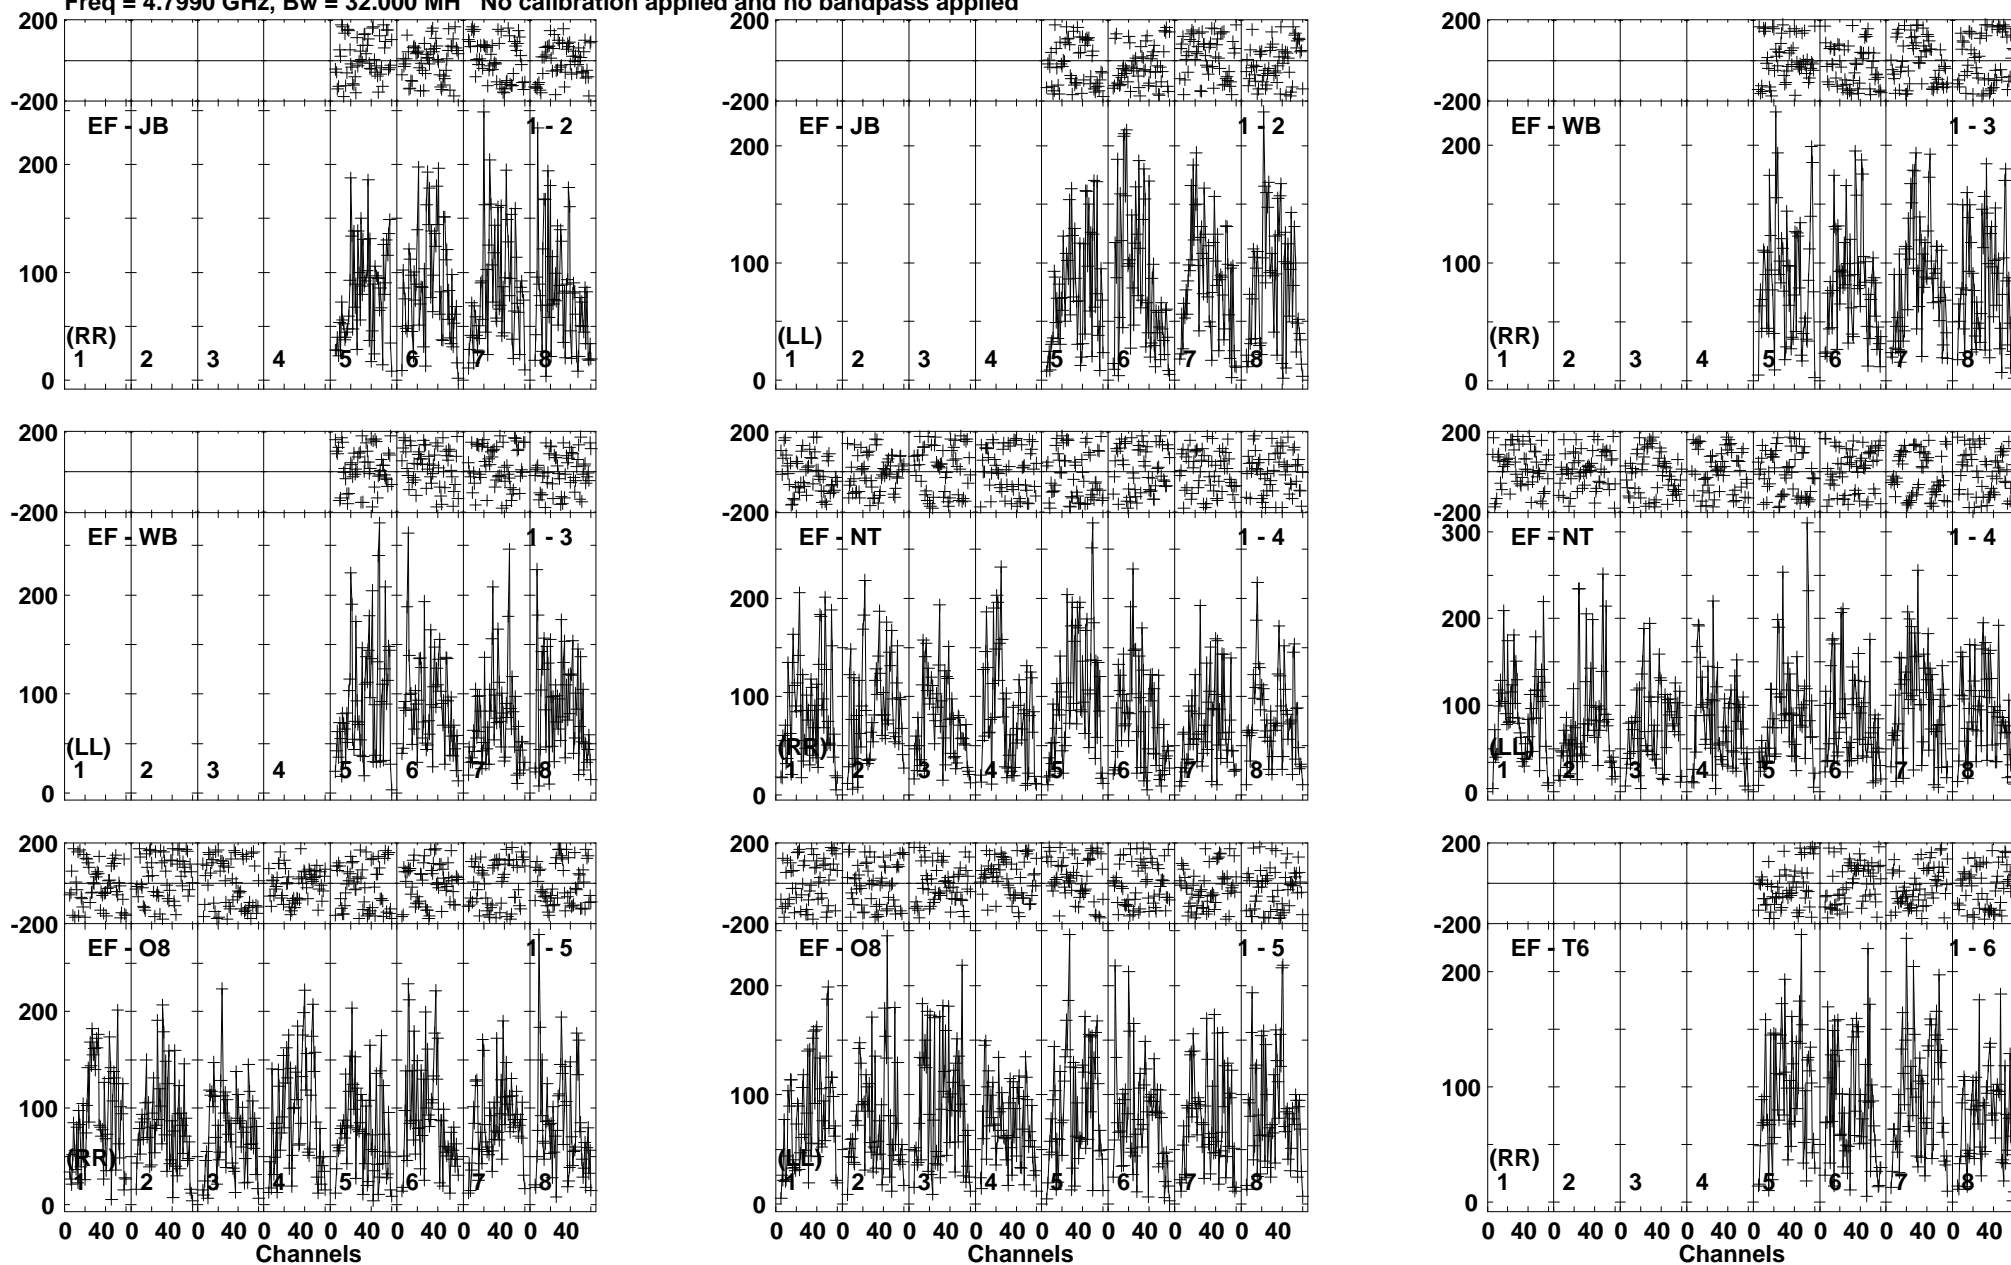 Freq = 4.7990 GHz, Bw = 32.000 MH No calibration applied and no bandpass applied
200 200 200
-200 -200 -200
EF - JB 1 - 2 EF - JB 1 - 2 EF - WB 1 - 3
200 200 200
100 100 100
(RR) (LL) (RR)
1 2 3 4 5 6 7 8 1 2 3 4 5 6 7 8 1 2 3 4 5 6 7 8
0 0 0
200 200 200
-200 -200 -200
EF - WB 1 - 3 EF - NT 1 - 4 300 EF - NT 1 - 4
200 200 200
100 100 100
(LL) (RR) (LL)
1 2 3 4 5 6 7 8 1 2 3 4 5 6 7 8 1 2 3 4 5 6 7 8
0 0 0
200 200 200
-200 -200 -200
EF - O8 1 - 5 EF - O8 1 - 5 EF - T6 1 - 6
200 200 200
100 100 100
(RR) (LL) (RR)
1 2 3 4 5 6 7 8 1 2 3 4 5 6 7 8 1 2 3 4 5 6 7 8
0 0 0
0 40 0 40 0 40 0 40 0 40 0 40 0 40 0 40 0 40 0 40 0 40 0 40 0 40 0 40 0 40 0 40 0 40 0 40 0 40 0 40 0 40 0 40 0 40 0 40
Channels Channels Channels